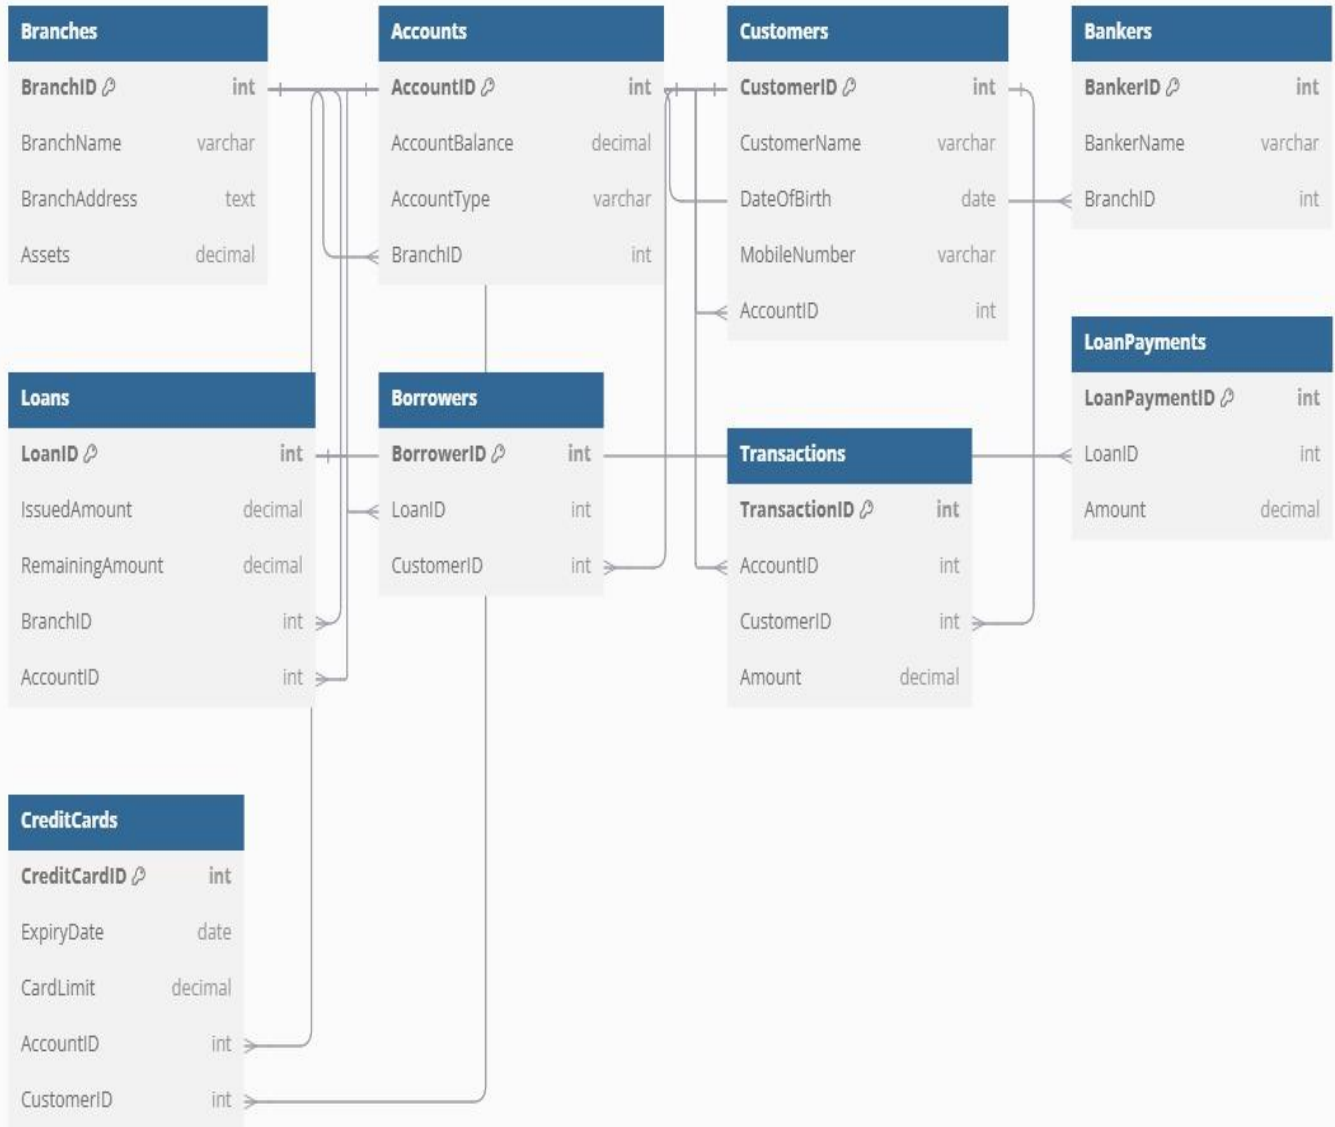 Branches
BranchID int
BranchName varchar
BranchAddress text
Assets decimal
Accounts
AccountID int
AccountBalance decimal
AccountType varchar
BranchID int
Customers
CustomerID int
CustomerName varchar
DateOfBirth date
MobileNumber varchar
AccountID int
Bankers
BankerID int
BankerName varchar
BranchID int
Loans
LoanID int
IssuedAmount decimal
RemainingAmount decimal
BranchID int
AccountID int
Borrowers
BorrowerID int
LoanID int
CustomerID int
Transactions
TransactionID int
AccountID int
CustomerID int
Amount decimal
LoanPayments
LoanPaymentID int
LoanID int
Amount decimal
CreditCards
CreditCardID int
ExpiryDate date
CardLimit decimal
AccountID int
CustomerID int